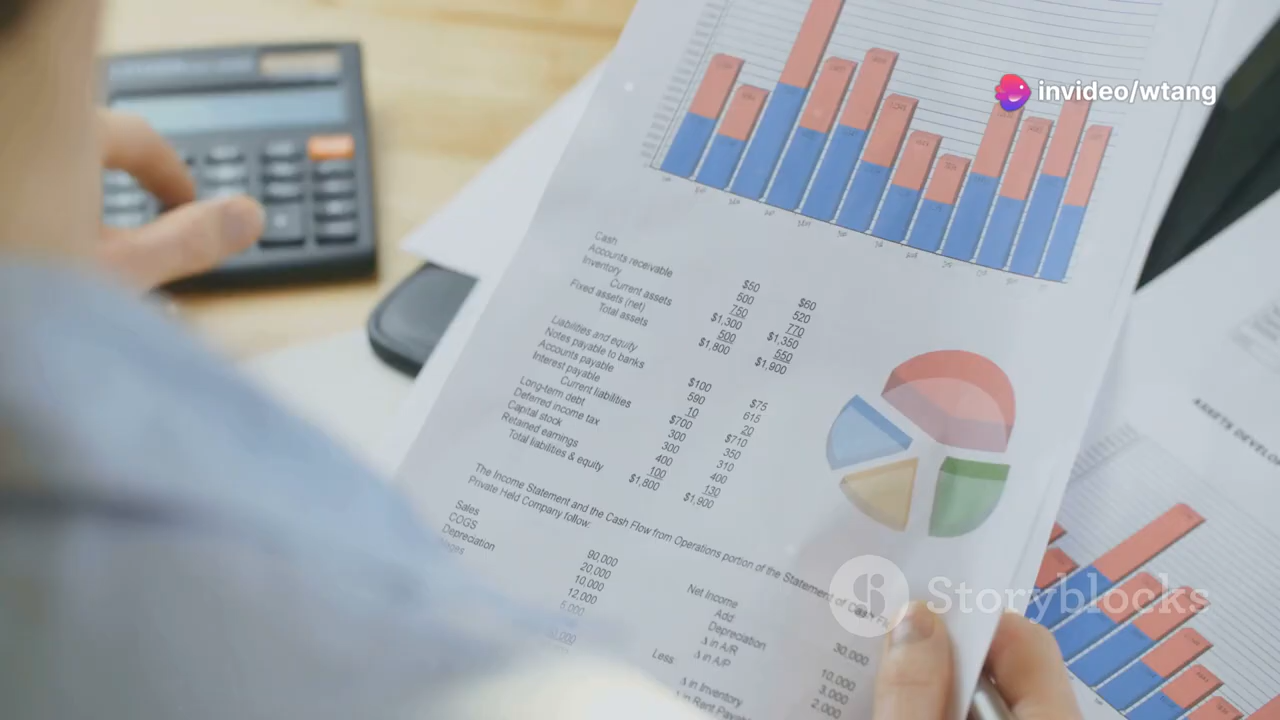 invideo/wtang
Cash $50 $60
Accounts receivable 500 520
Inventory 750 770
Current assets $1,300 $1,350
Fixed assets (net) 500 550
Total assets $1,800 $1,900
Liabilities and equity
Notes payable to banks $100 $75
Accounts payable 590 615
Interest payable 10 20
Current liabilities $700 $710
Long-term debt 300 350
Deferred income tax 300 310
Capital stock 400 400
Retained earnings 100 130
Total liabilities & equity $1,800 $1,900
The Income Statement and the Cash Flow from Operations portion of the Statement of Cash
Private Held Company follow:
Sales 90,000
COGS 20,000
Depreciation 10,000
12,000
5,000
Net Income 30,000
Add
Depreciation 10,000
Δ in A/R 3,000
Δ in A/P 2,000
Less
Δ in Inventory
ASSETS
Storyblocks